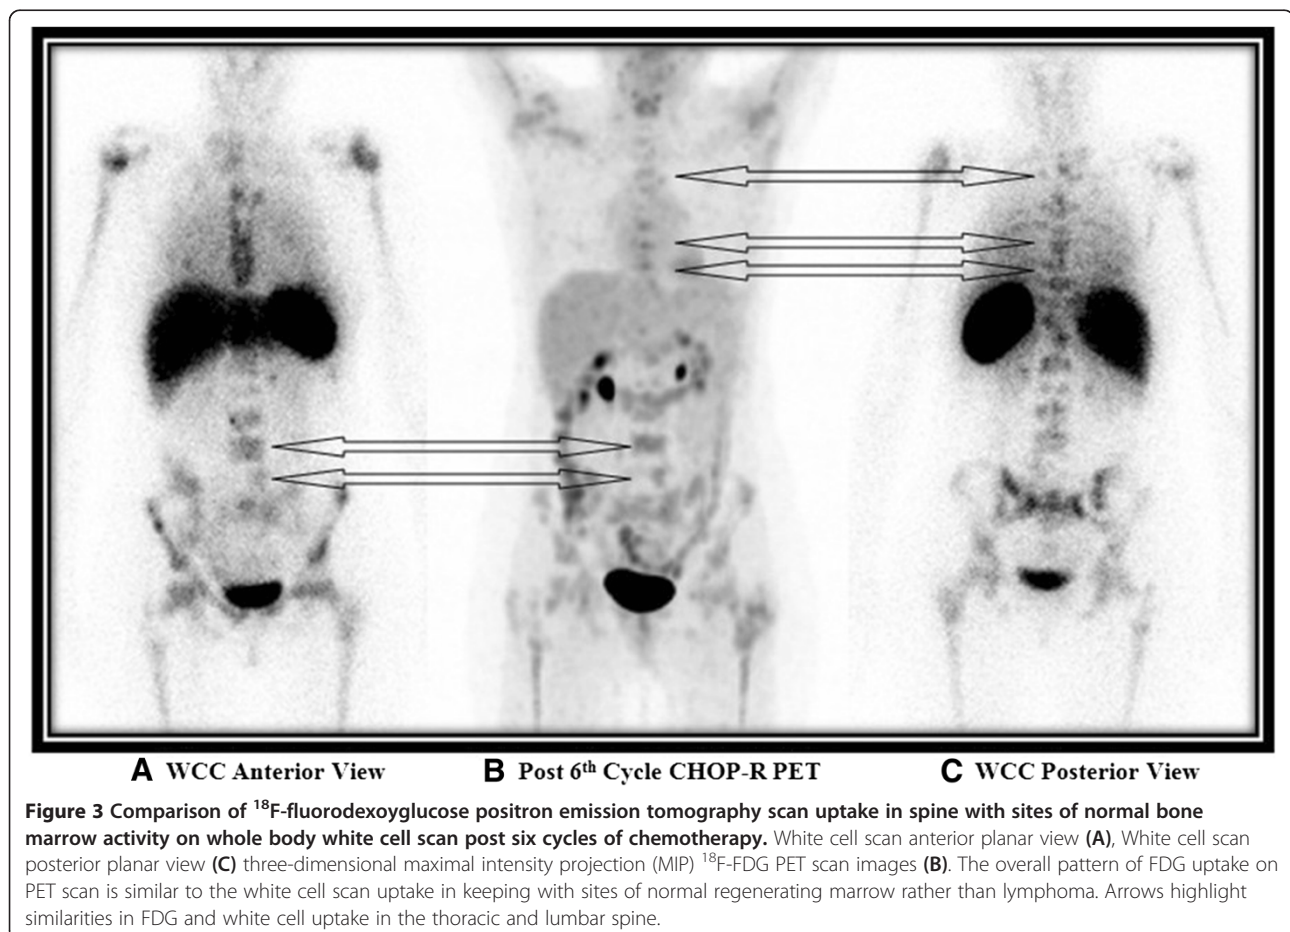 A WCC Anterior View
B Post 6th Cycle CHOP-R PET
C WCC Posterior View
Figure 3 Comparison of 18F-fluorodexoyglucose positron emission tomography scan uptake in spine with sites of normal bone
marrow activity on whole body white cell scan post six cycles of chemotherapy. White cell scan anterior planar view (A), White cell scan
posterior planar view (C) three-dimensional maximal intensity projection (MIP) 18F-FDG PET scan images (B). The overall pattern of FDG uptake on
PET scan is similar to the white cell scan uptake in keeping with sites of normal regenerating marrow rather than lymphoma. Arrows highlight
similarities in FDG and white cell uptake in the thoracic and lumbar spine.